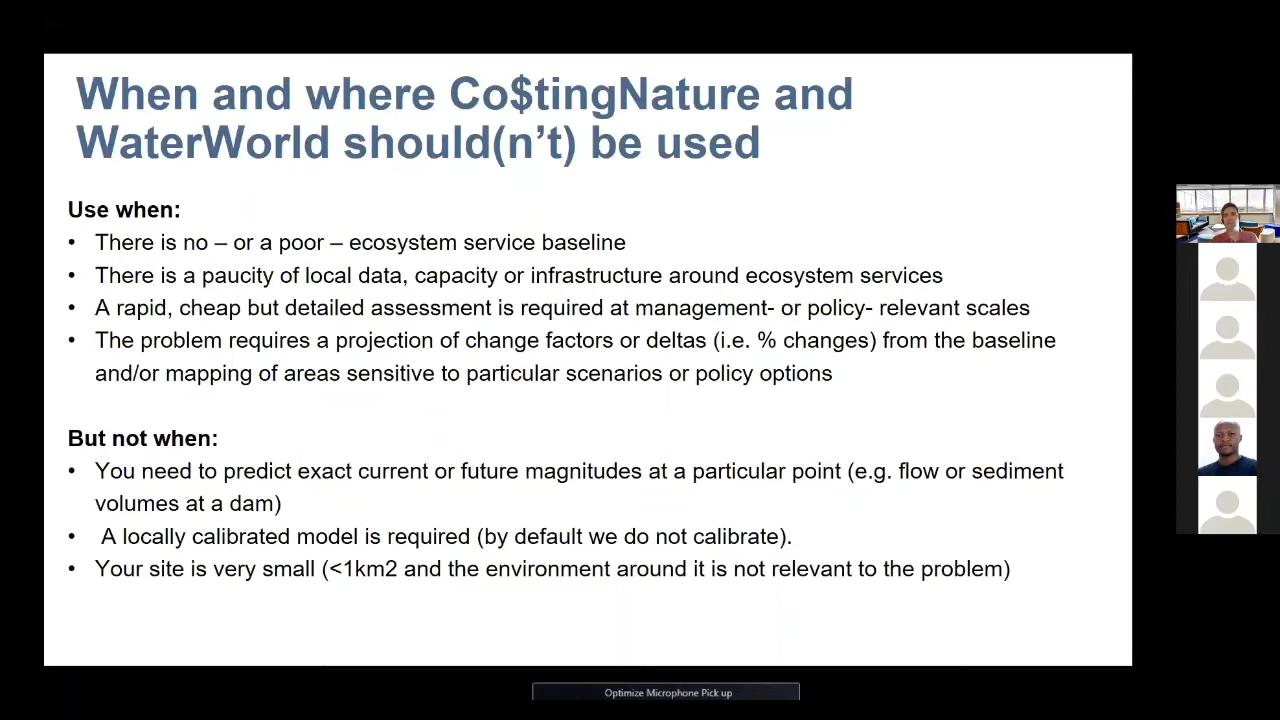 When and where Co$tingNature and
WaterWorld should(n’t) be used
Use when:
• There is no – or a poor – ecosystem service baseline
• There is a paucity of local data, capacity or infrastructure around ecosystem services
• A rapid, cheap but detailed assessment is required at management- or policy- relevant scales
• The problem requires a projection of change factors or deltas (i.e. % changes) from the baseline
and/or mapping of areas sensitive to particular scenarios or policy options
But not when:
• You need to predict exact current or future magnitudes at a particular point (e.g. flow or sediment
volumes at a dam)
• A locally calibrated model is required (by default we do not calibrate).
• Your site is very small (<1km2 and the environment around it is not relevant to the problem)
Optimize Microphone Pick up